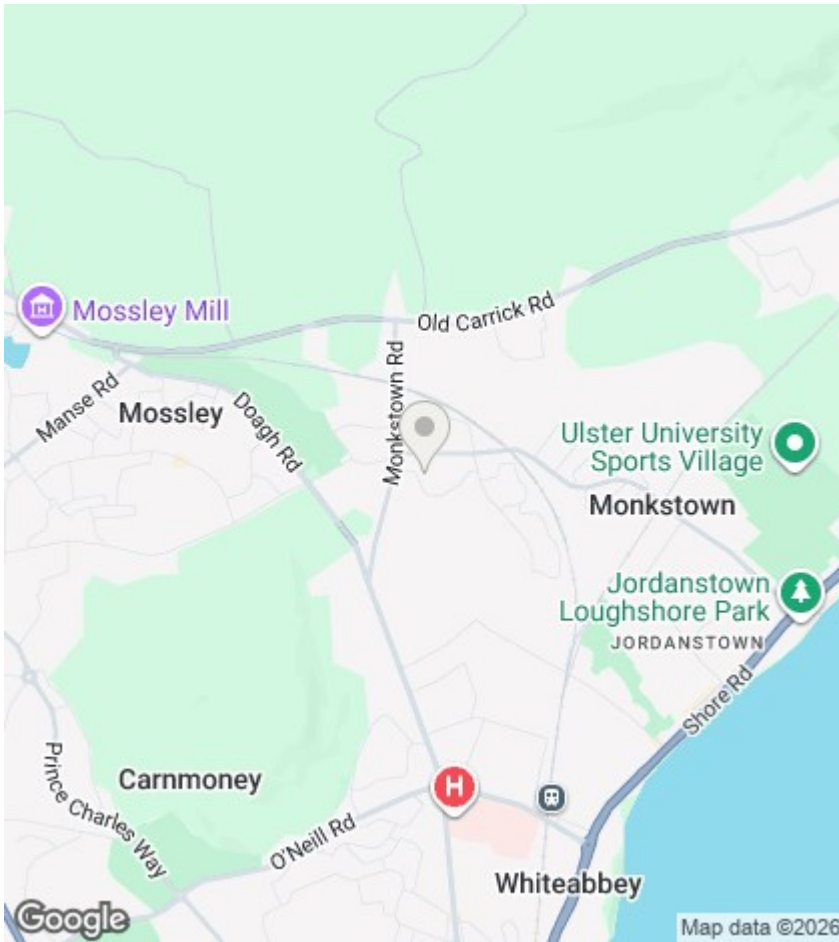 Old Carrick Rd
Mossley Mill
Monkstown Rd
Manse Rd
Mossley
Doagh Rd
Ulster University
Sports Village
Monkstown
Jordanstown
Loughshore Park
JORDANSTOWN
Shore Rd
Prince Charles Way
Carnmoney
H
O'Neill Rd
Whiteabbey
Google
Map data ©2026